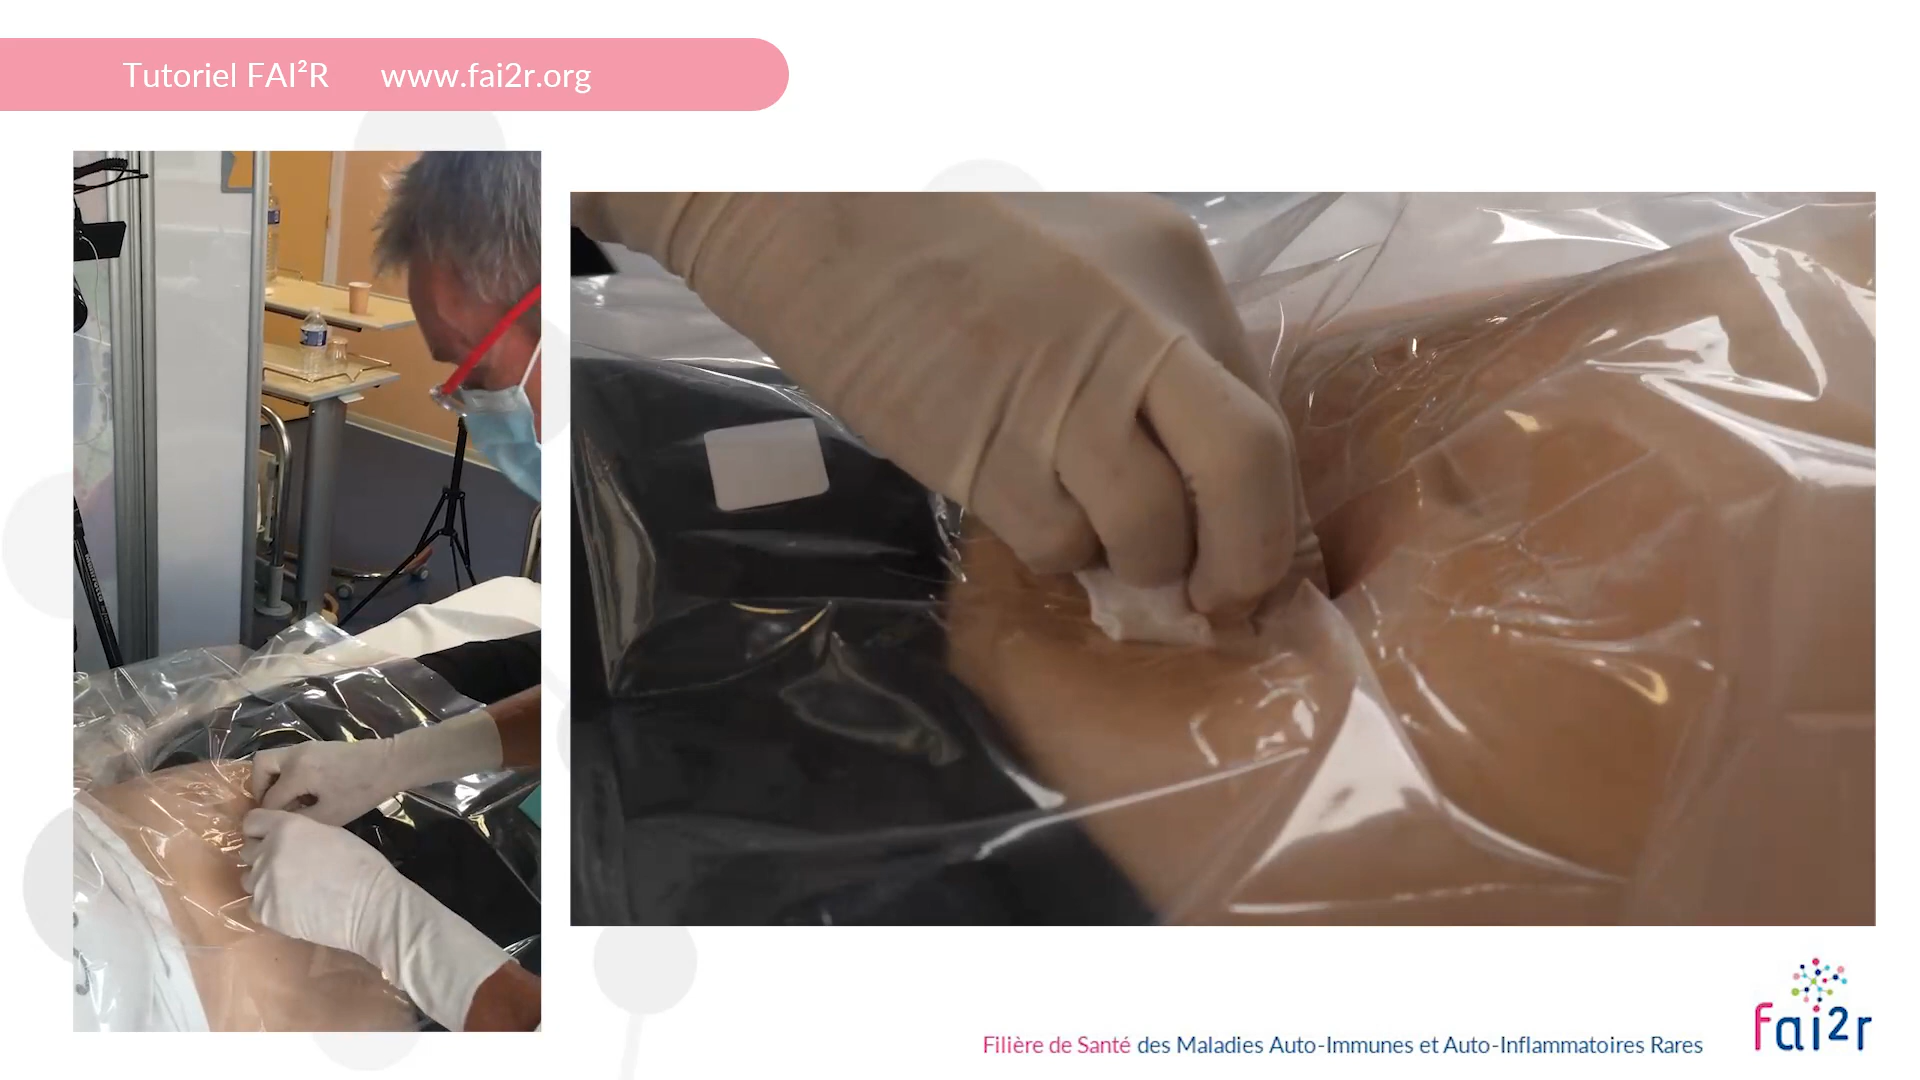 Tutoriel FAI²R www.fai2r.org
Filière de Santé des Maladies Auto-Immunes et Auto-Inflammatoires Rares
fai2r